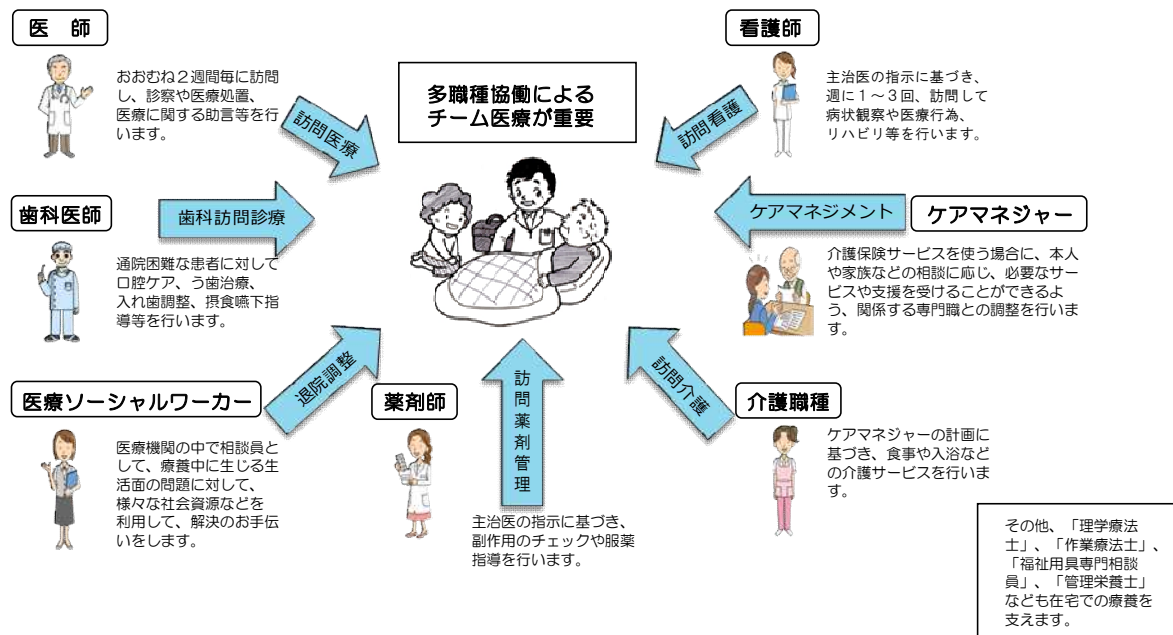 医 師
おおむね２週間毎に訪問
し、診察や医療処置、
医療に関する助言等を行
います。
訪問医療
多職種協働による
チーム医療が重要
看護師
主治医の指示に基づき、
週に１～３回、訪問して
病状観察や医療行為、
リハビリ等を行います。
訪問看護
歯科医師
通院困難な患者に対して
口腔ケア、う歯治療、
入れ歯調整、摂食嚥下指
導等を行います。
歯科訪問診療
ケアマネジメント
ケアマネジャー
介護保険サービスを使う場合に、本人
や家族などの相談に応じ、必要なサー
ビスや支援を受けることができるよ
う、関係する専門職との調整を行いま
す。
医療ソーシャルワーカー
医療機関の中で相談員と
して、療養中に生じる生
活面の問題に対して、
様々な社会資源などを
利用して、解決のお手伝
いをします。
退院調整
薬剤師
訪問薬剤管理
主治医の指示に基づき、
副作用のチェックや服薬
指導を行います。
訪問介護
介護職種
ケアマネジャーの計画に
基づき、食事や入浴など
の介護サービスを行いま
す。
その他、「理学療法
士」、「作業療法士」、
「福祉用具専門相談
員」、「管理栄養士」
なども在宅での療養を
支えます。